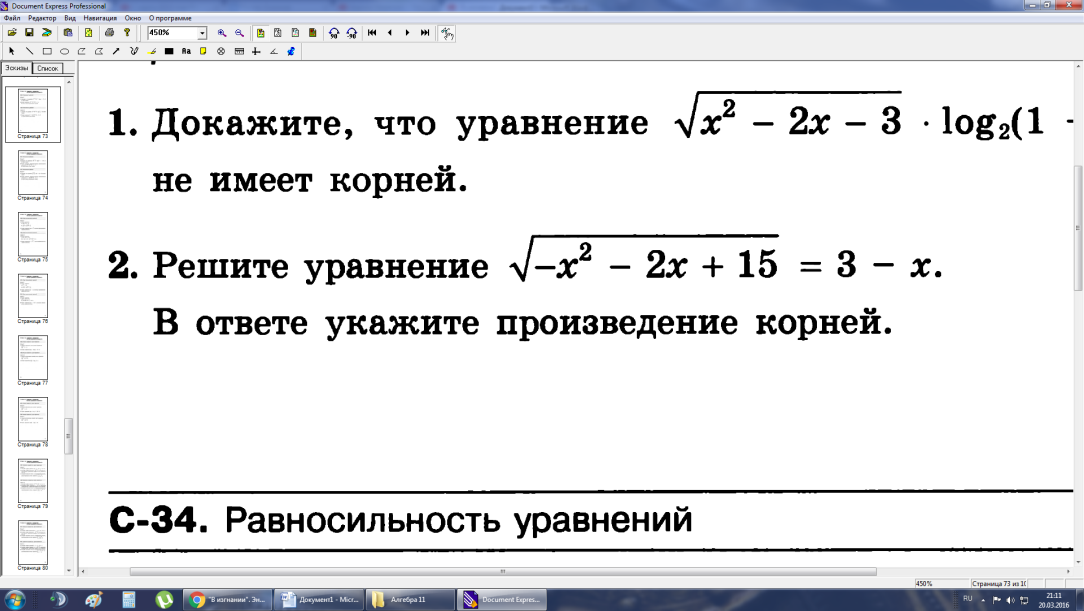 Document Express Professional
Файл Редактор Вид Навигация Окно О программе
450%
Aa
Эскизы Список
Страница 73
Страница 74
Страница 75
Страница 76
Страница 77
Страница 78
Страница 79
Страница 80
1. Докажите, что уравнение √(x² − 2x − 3) · log₂(1 −
не имеет корней.
2. Решите уравнение √(−x² − 2x + 15) = 3 − x.
В ответе укажите произведение корней.
С-34. Равносильность уравнений
450% Страница 73 из 1
"В изгнании". Эн... Документ1 - Micr... Алгебра 11 Document Expres...
RU 21:11
20.03.2016